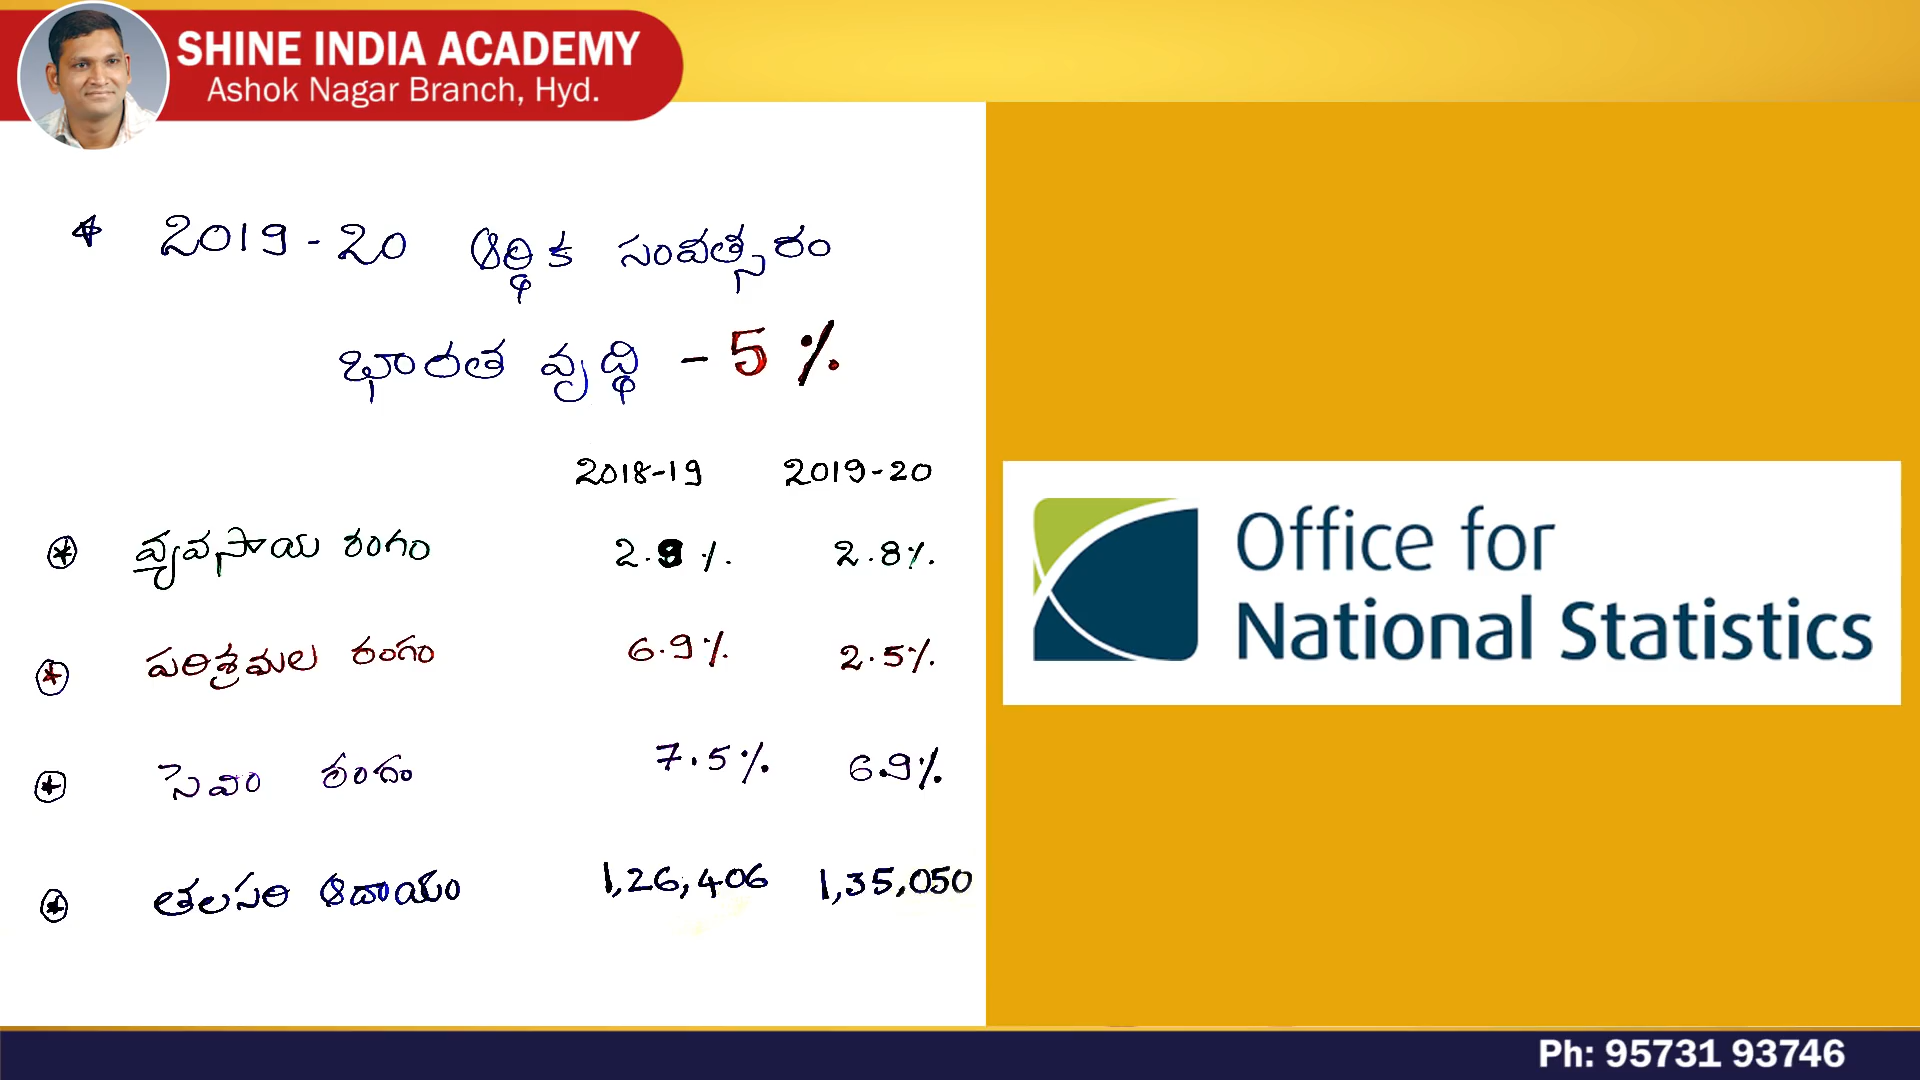 SHINE INDIA ACADEMY
Ashok Nagar Branch, Hyd.
2019-20 ఆర్థిక సంవత్సరం
భారత వృద్ధి - 5%
2018-19 2019-20
వ్యవసాయ రంగం 2.9% 2.8%
పరిశ్రమల రంగం 6.9% 2.5%
సేవా రంగం 7.5% 6.9%
తలసరి ఆదాయం 1,26,406 1,35,050
Office for
National Statistics
Ph: 95731 93746